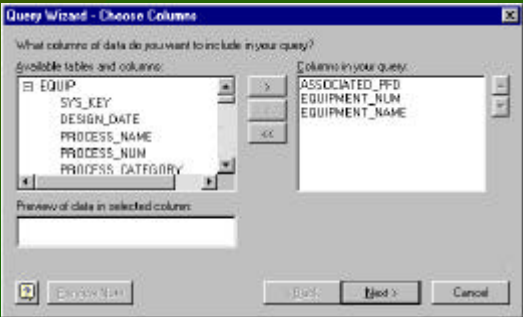 Query Wizard - Choose Columns
What columns of data do you want to include in your query?
Available tables and columns:
EQUIP
SYS_KEY
DESIGN_DATE
PROCESS_NAME
PROCESS_NUM
PROCESS_CATEGORY
>
<
<<
Columns in your query:
ASSOCIATED_PFD
EQUIPMENT_NUM
EQUIPMENT_NAME
Preview of data in selected column:
?
Preview Now
< Back
Next >
Cancel